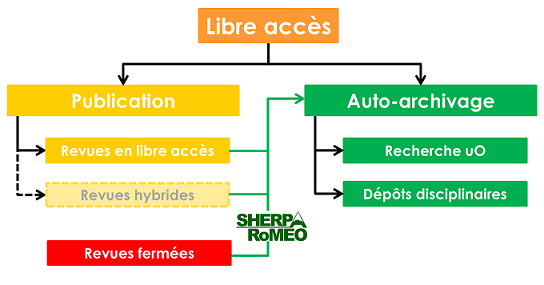 Libre accès
Publication
Auto-archivage
Revues en libre accès
Recherche uO
Revues hybrides
Dépôts disciplinaires
SHERPA
RoMEO
Revues fermées